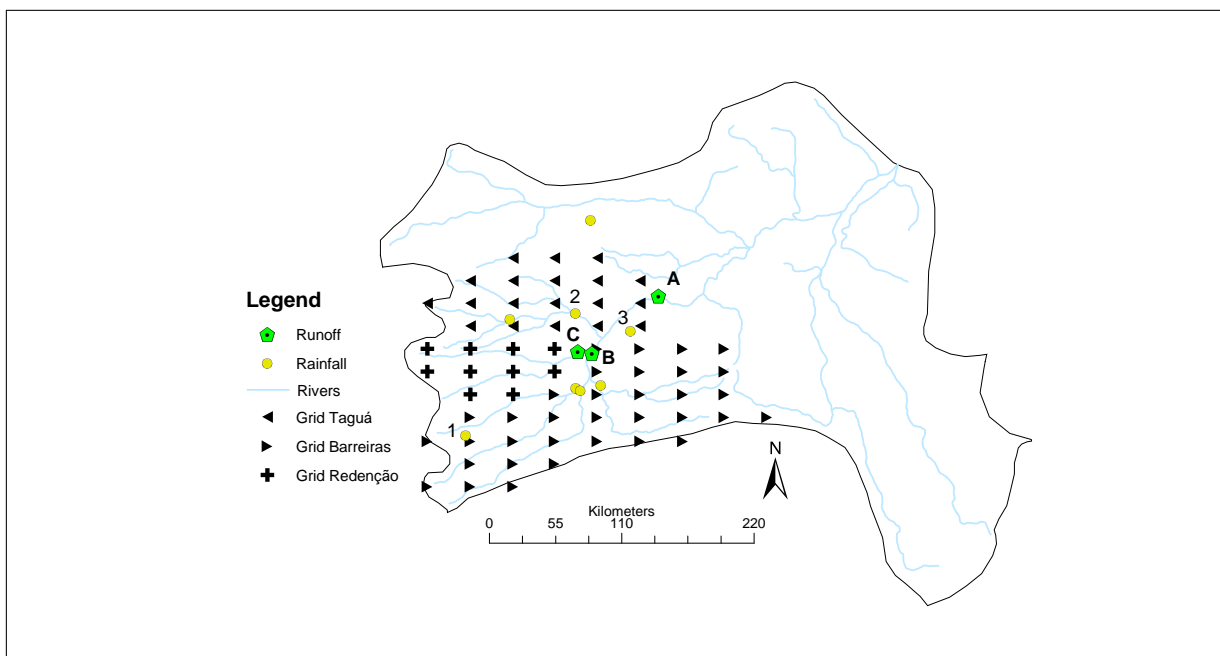 A
2
3
C
B
1
Legend
Runoff
Rainfall
Rivers
Grid Taguá
Grid Barreiras
Grid Redenção
N
Kilometers
0 55 110 220